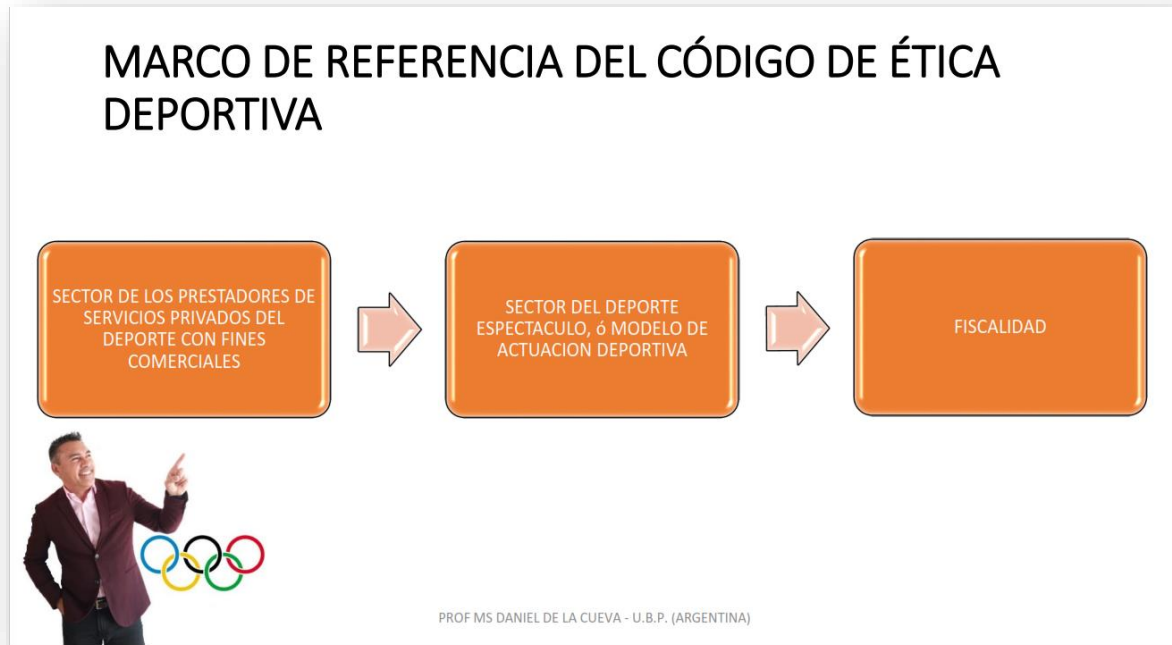 MARCO DE REFERENCIA DEL CÓDIGO DE ÉTICA
DEPORTIVA
SECTOR DE LOS PRESTADORES DE
SERVICIOS PRIVADOS DEL
DEPORTE CON FINES
COMERCIALES
SECTOR DEL DEPORTE
ESPECTACULO, ó MODELO DE
ACTUACION DEPORTIVA
FISCALIDAD
PROF MS DANIEL DE LA CUEVA - U.B.P. (ARGENTINA)